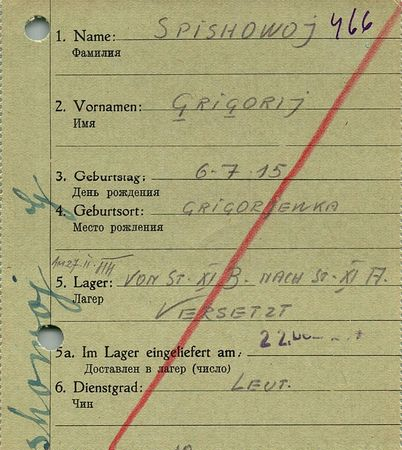 1. Name: SPISHOWOJ 466
Фамилия
2. Vornamen: GRIGORIJ
Имя
3. Geburtstag: 6-7.15
День рождения
4. Geburtsort: GRIGORJEWKA
Место рождения
5. Lager: VON ST. XI B. NACH ST-XI A.
Лагер
VERSETZT
5a. Im Lager eingeliefert am:
Доставлен в лагер (число)
6. Dienstgrad: LEUT.
Чин